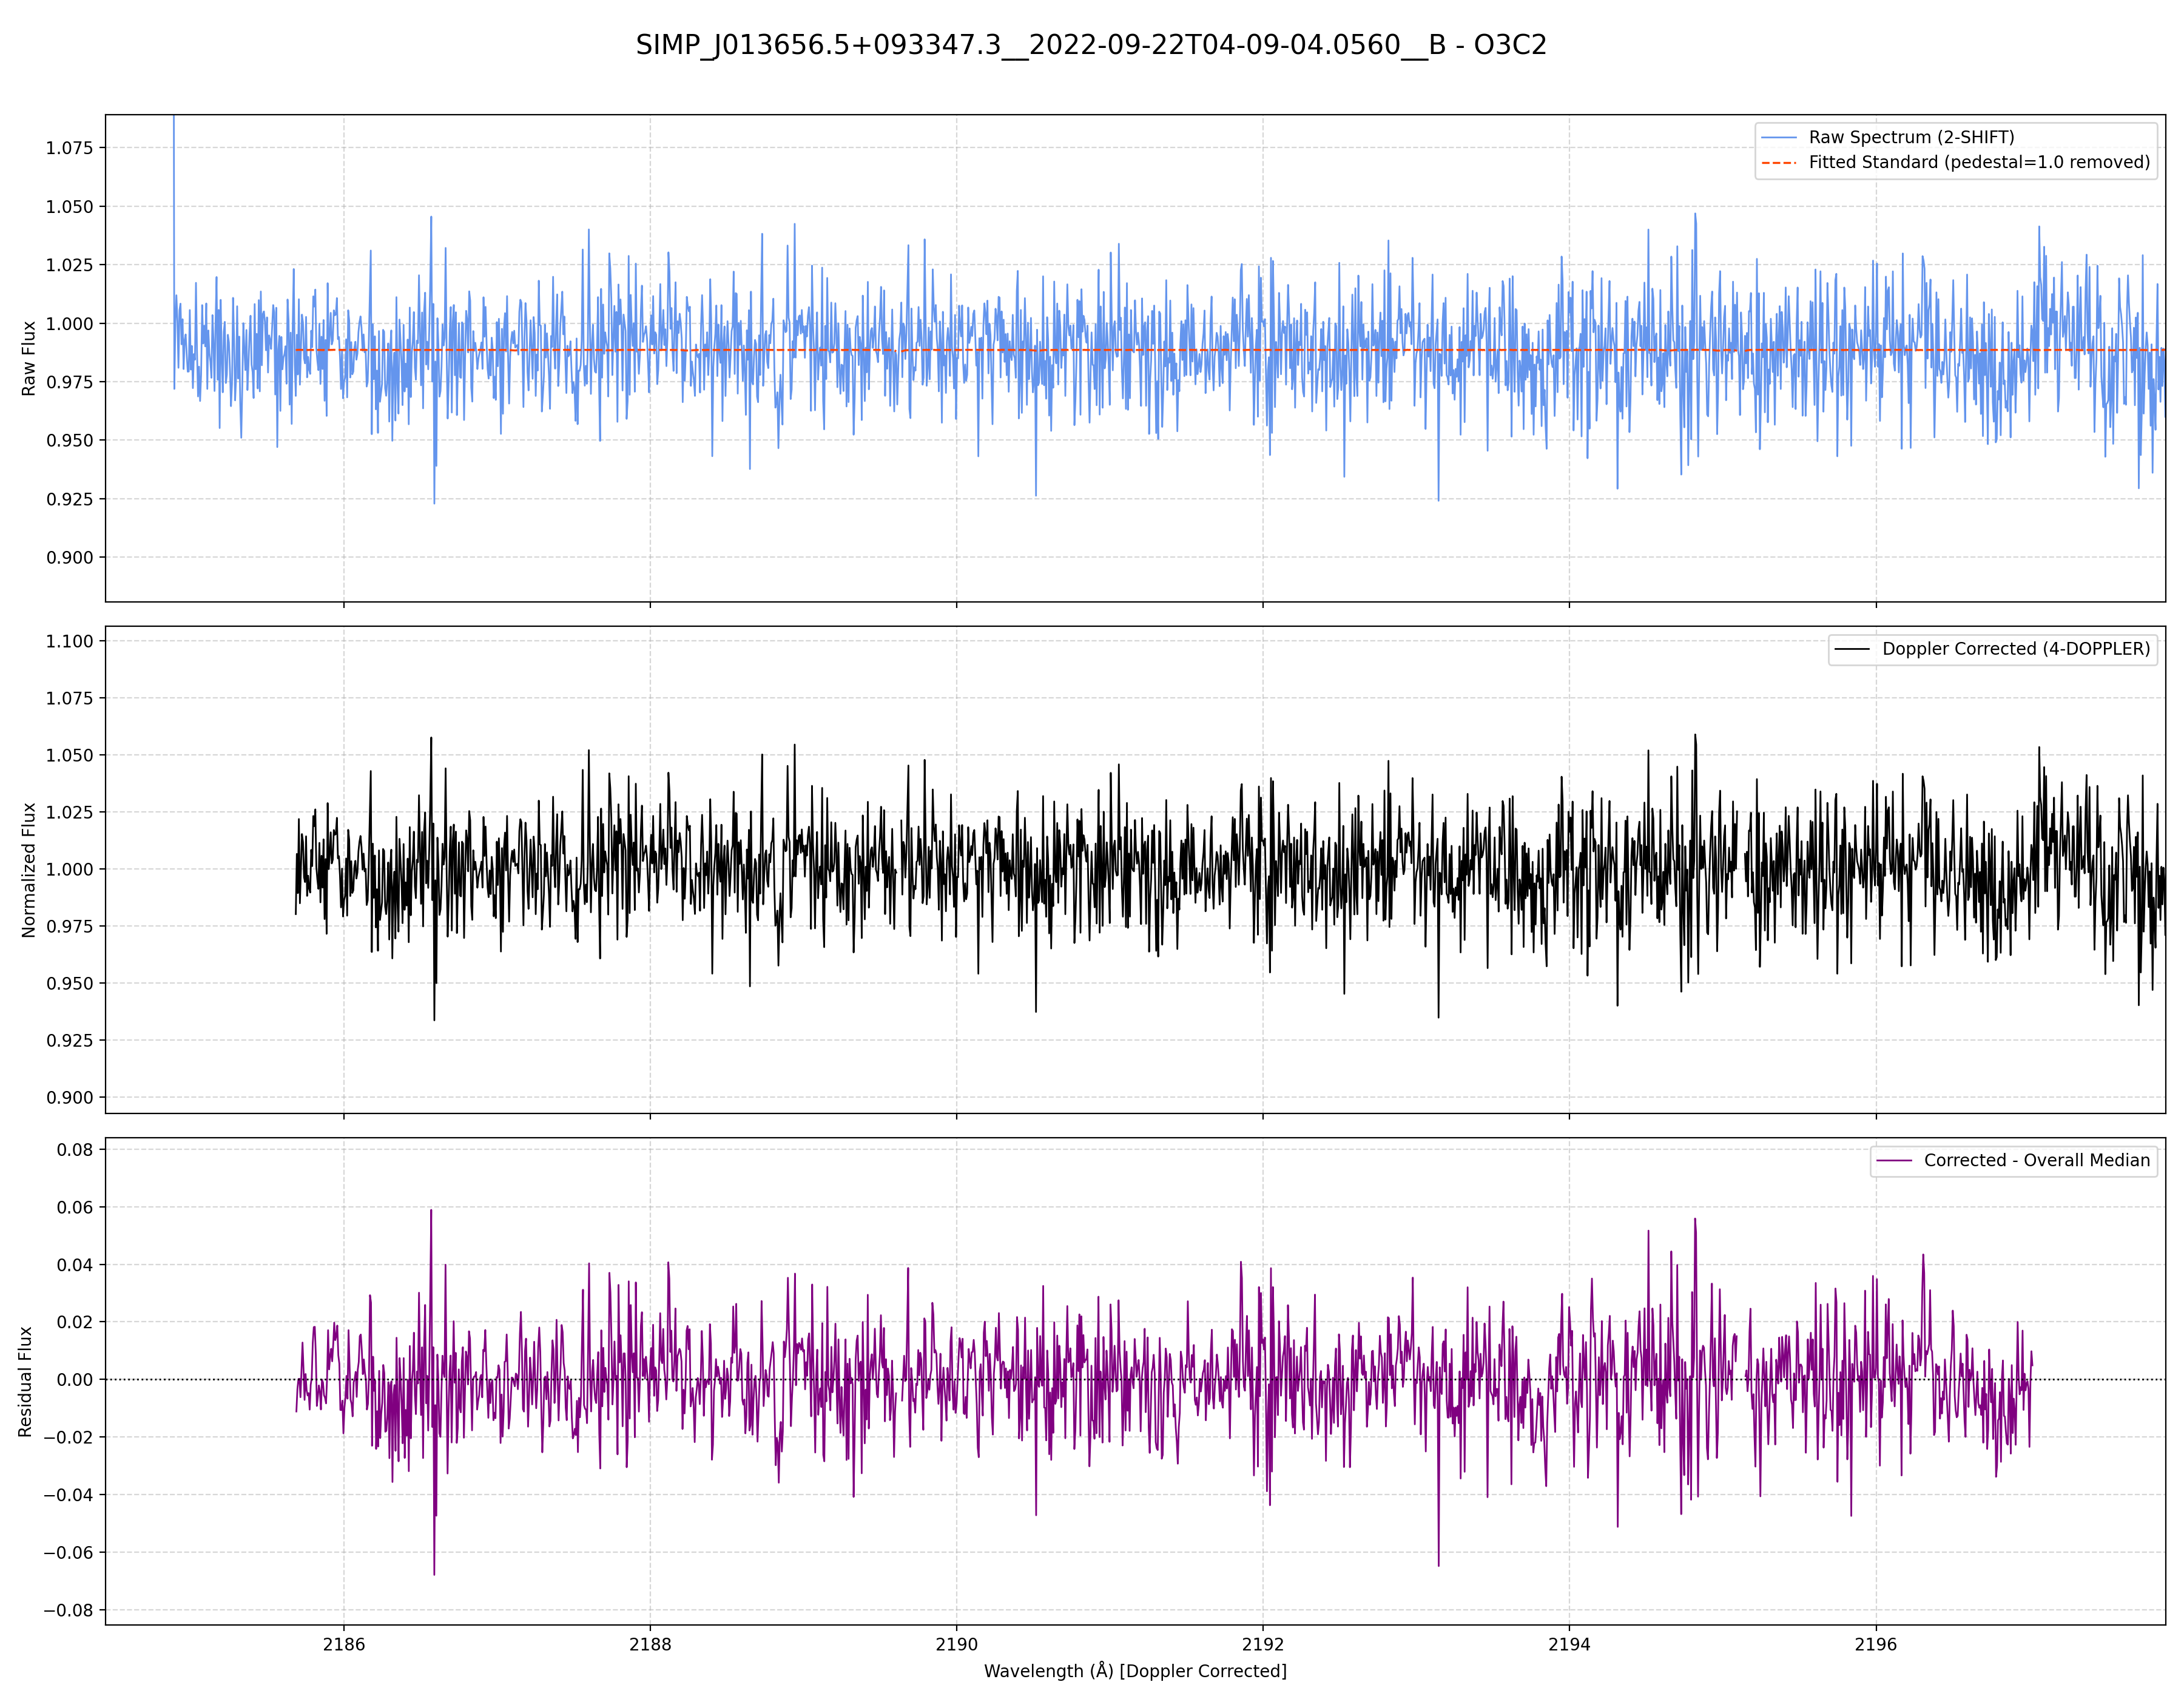 SIMP_J013656.5+093347.3__2022-09-22T04-09-04.0560__B - O3C2
Raw Spectrum (2-SHIFT)
Fitted Standard (pedestal=1.0 removed)
1.075
1.050
1.025
1.000
0.975
0.950
0.925
0.900
Raw Flux
Doppler Corrected (4-DOPPLER)
1.100
1.075
1.050
1.025
1.000
0.975
0.950
0.925
0.900
Normalized Flux
Corrected - Overall Median
0.08
0.06
0.04
0.02
0.00
−0.02
−0.04
−0.06
−0.08
Residual Flux
2186 2188 2190 2192 2194 2196
Wavelength (Å) [Doppler Corrected]